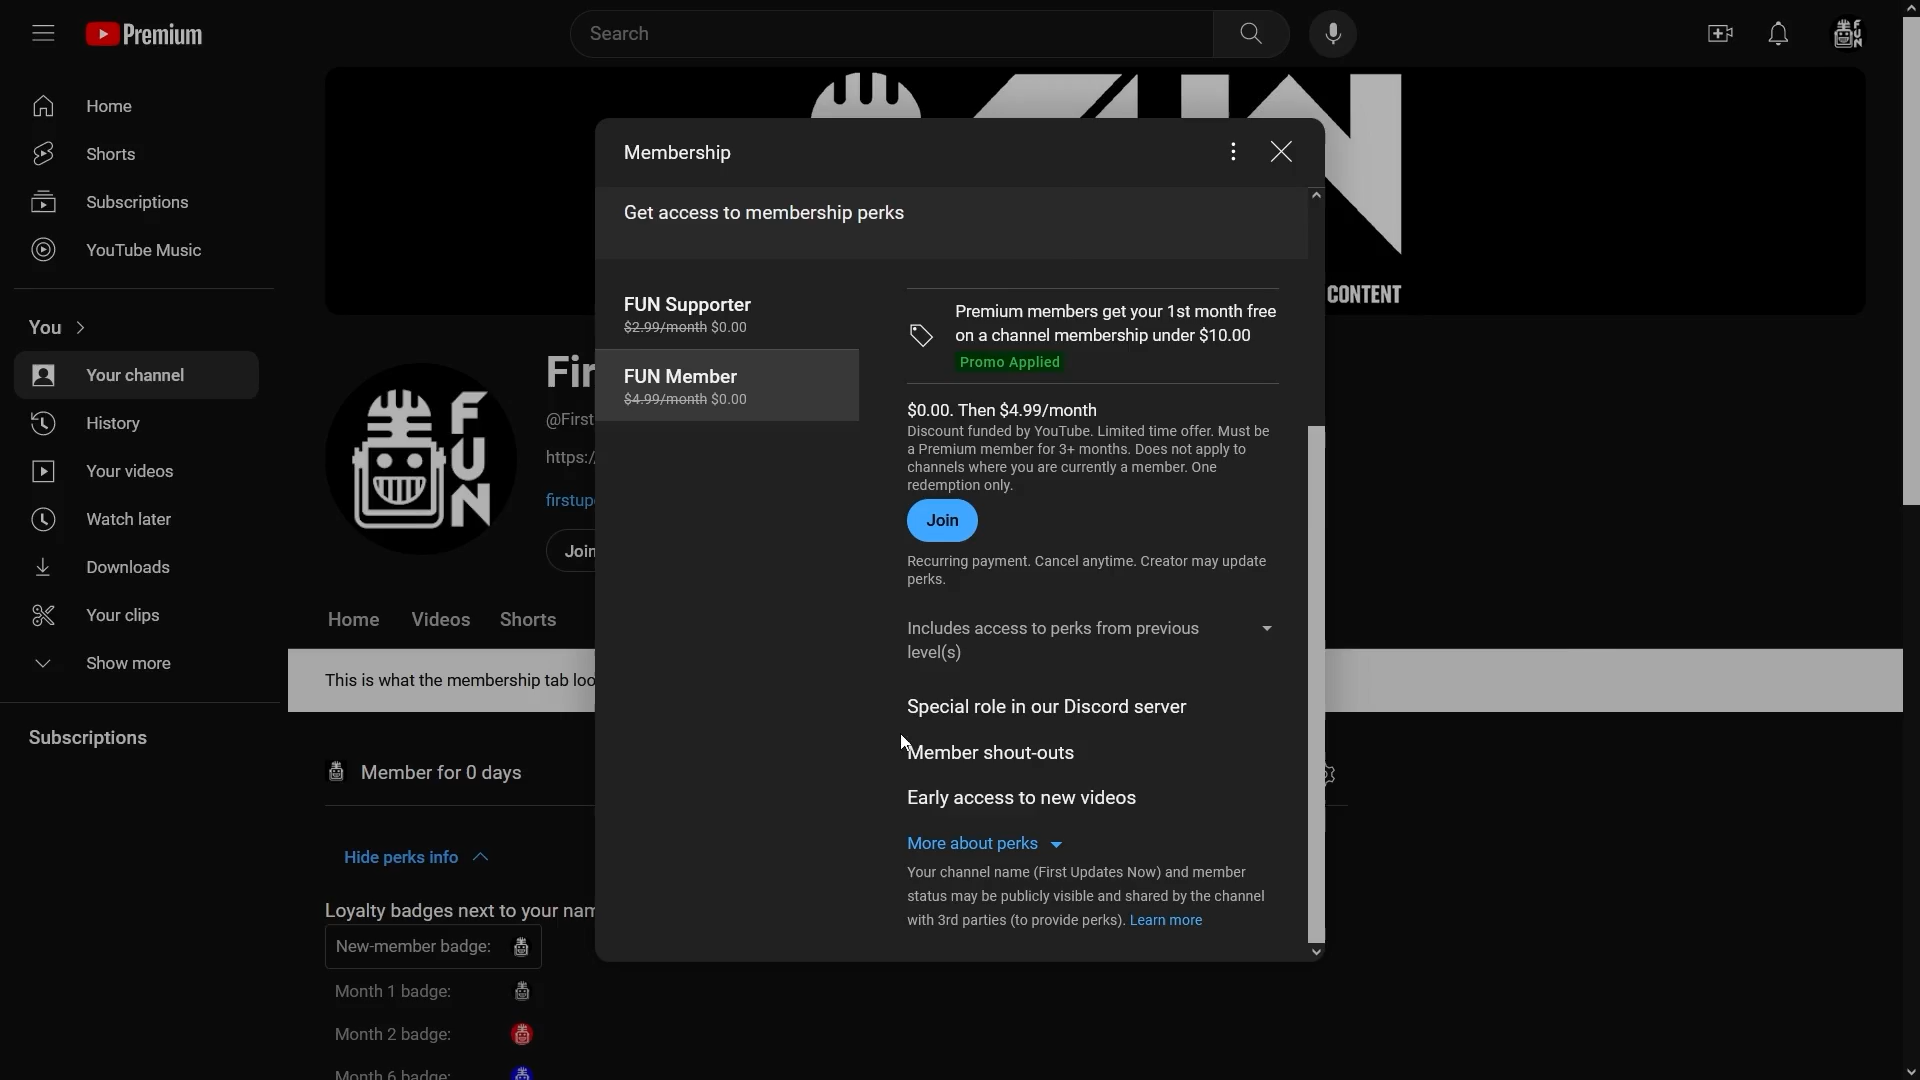 Premium
Search
Home
Shorts
Subscriptions
YouTube Music
You
Your channel
History
Your videos
Watch later
Downloads
Your clips
Show more
Subscriptions
CONTENT
FUN
Fir
@First
https:/
firstup
Join
Home Videos Shorts
This is what the membership tab loo
Member for 0 days
Hide perks info
Loyalty badges next to your nam
New-member badge:
Month 1 badge:
Month 2 badge:
Month 6 badge:
Membership
Get access to membership perks
FUN Supporter
$2.99/month $0.00
FUN Member
$4.99/month $0.00
Premium members get your 1st month free
on a channel membership under $10.00
Promo Applied
$0.00. Then $4.99/month
Discount funded by YouTube. Limited time offer. Must be
a Premium member for 3+ months. Does not apply to
channels where you are currently a member. One
redemption only.
Join
Recurring payment. Cancel anytime. Creator may update
perks.
Includes access to perks from previous
level(s)
Special role in our Discord server
Member shout-outs
Early access to new videos
More about perks
Your channel name (First Updates Now) and member
status may be publicly visible and shared by the channel
with 3rd parties (to provide perks). Learn more